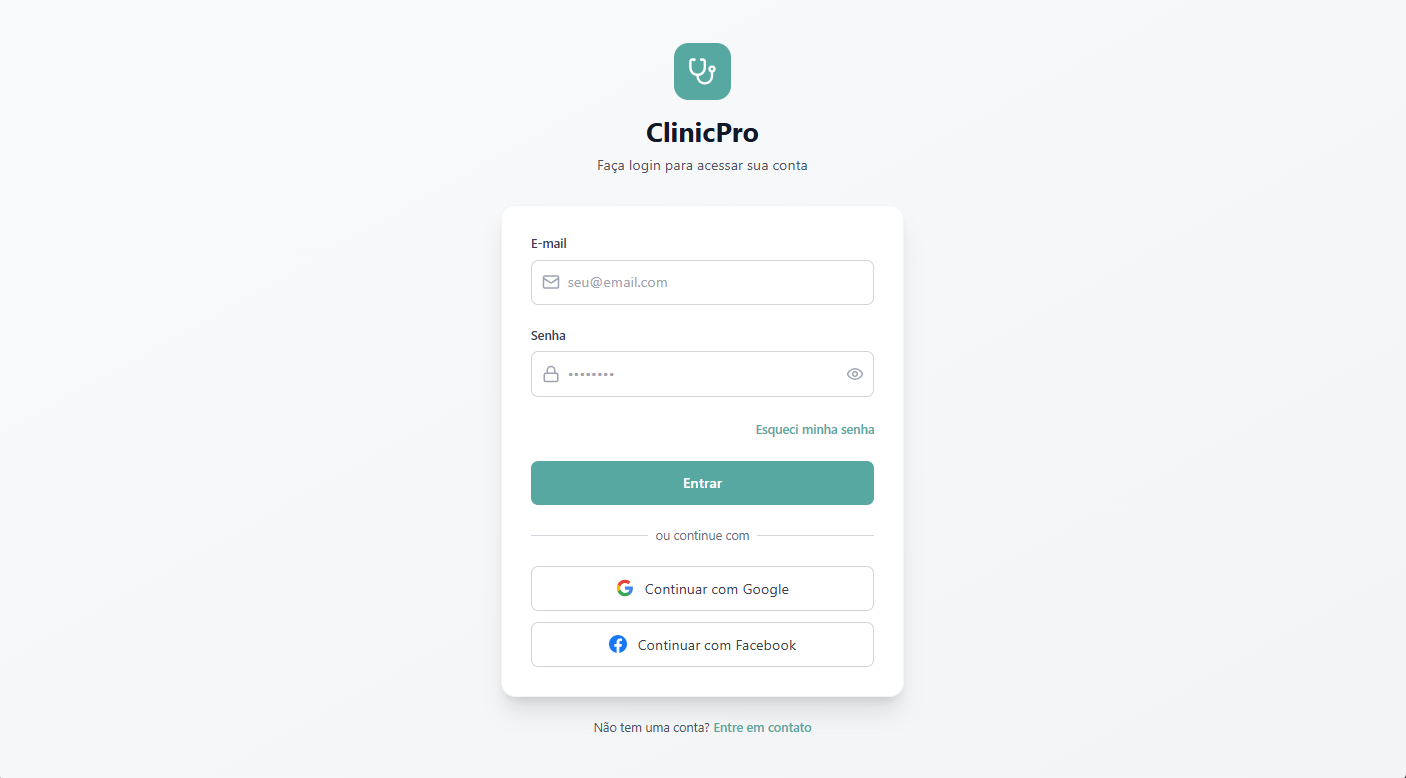 ClinicPro
Faça login para acessar sua conta
E-mail
seu@email.com
Senha
••••••••
Esqueci minha senha
Entrar
ou continue com
Continuar com Google
Continuar com Facebook
Não tem uma conta? Entre em contato